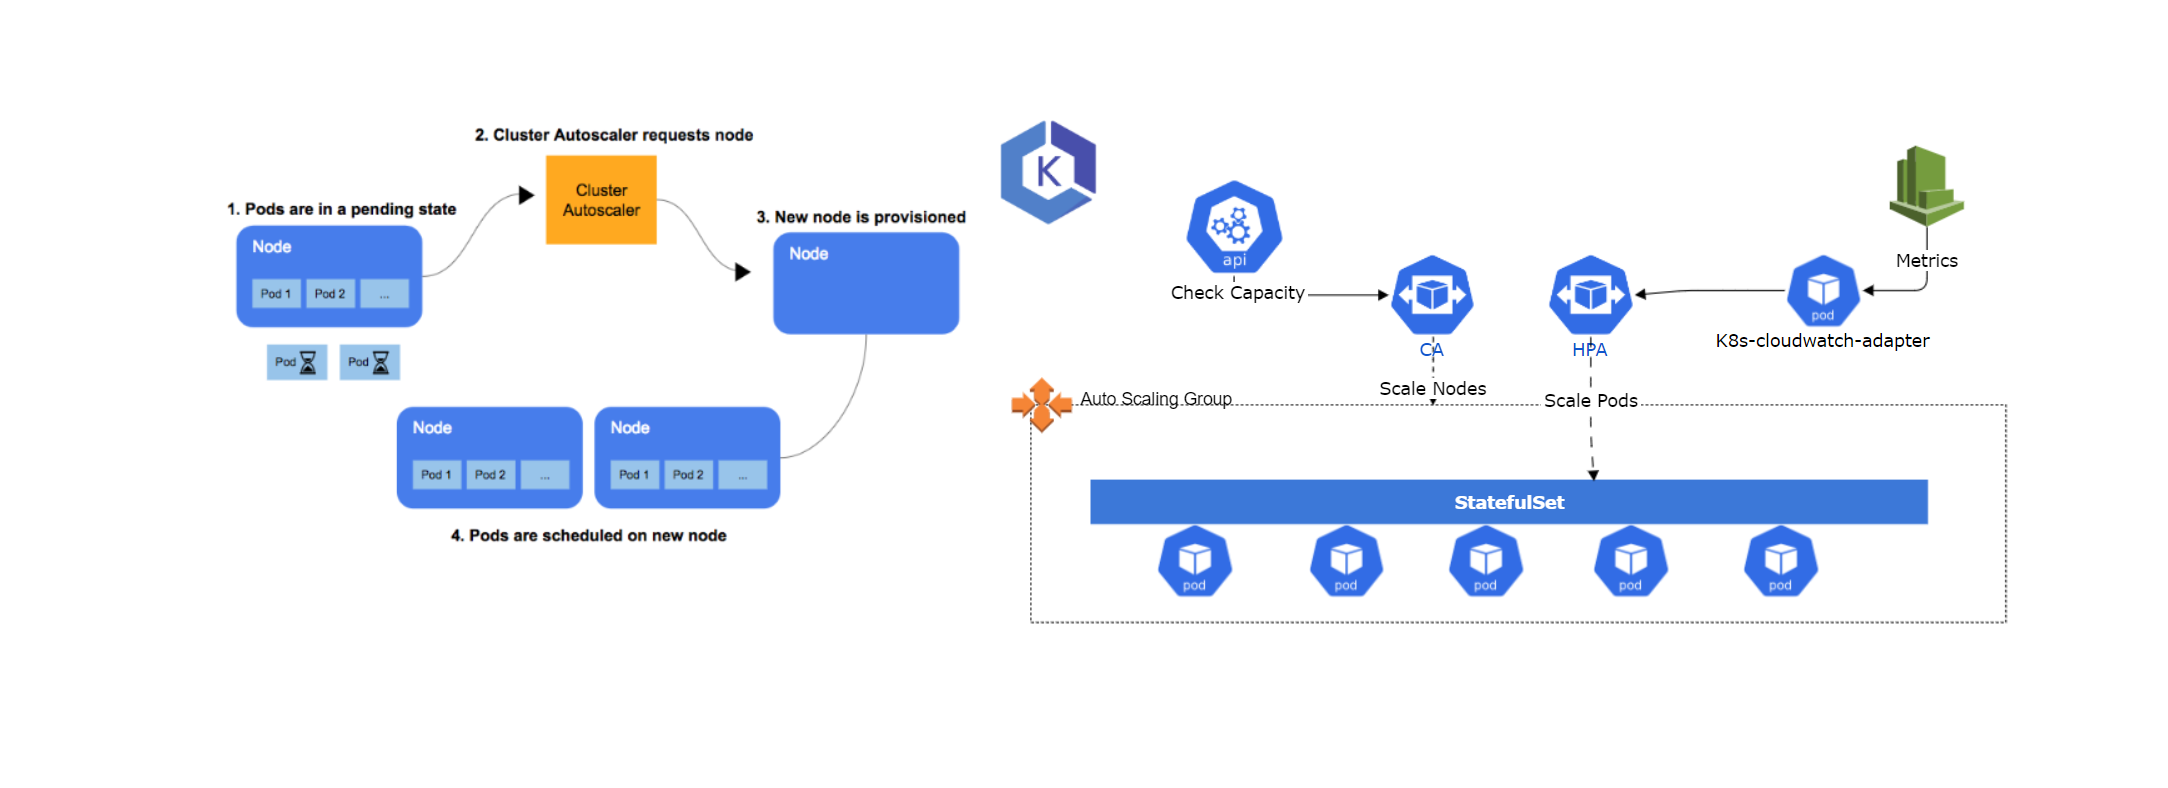 2. Cluster Autoscaler requests node
Cluster
Autoscaler
1. Pods are in a pending state
Node
Pod 1
Pod 2
...
Pod
Pod
3. New node is provisioned
Node
Node
Pod 1
Pod 2
...
Node
Pod 1
Pod 2
...
4. Pods are scheduled on new node
K
api
Check Capacity
CA
Scale Nodes
HPA
Scale Pods
Metrics
pod
K8s-cloudwatch-adapter
Auto Scaling Group
StatefulSet
pod
pod
pod
pod
pod